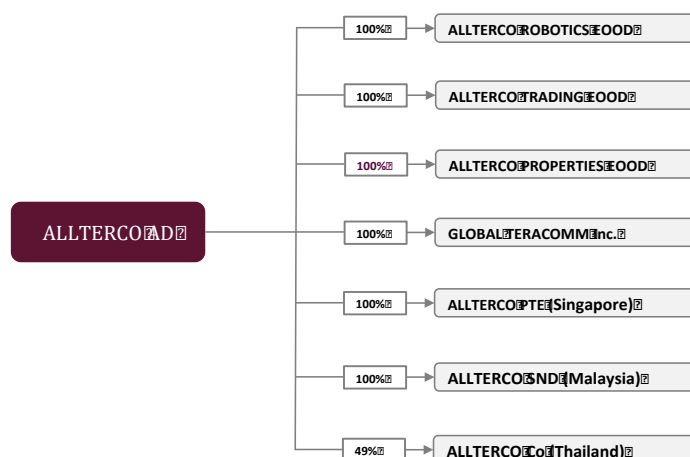 100%
ALLTERCO ROBOTICS EOOD
100%
ALLTERCO TRADING EOOD
100%
ALLTERCO PROPERTIES EOOD
ALLTERCO AD
100%
GLOBAL TERACOMM Inc.
100%
ALLTERCO PTE (Singapore)
100%
ALLTERCO SND (Malaysia)
49%
ALLTERCO Co (Thailand)